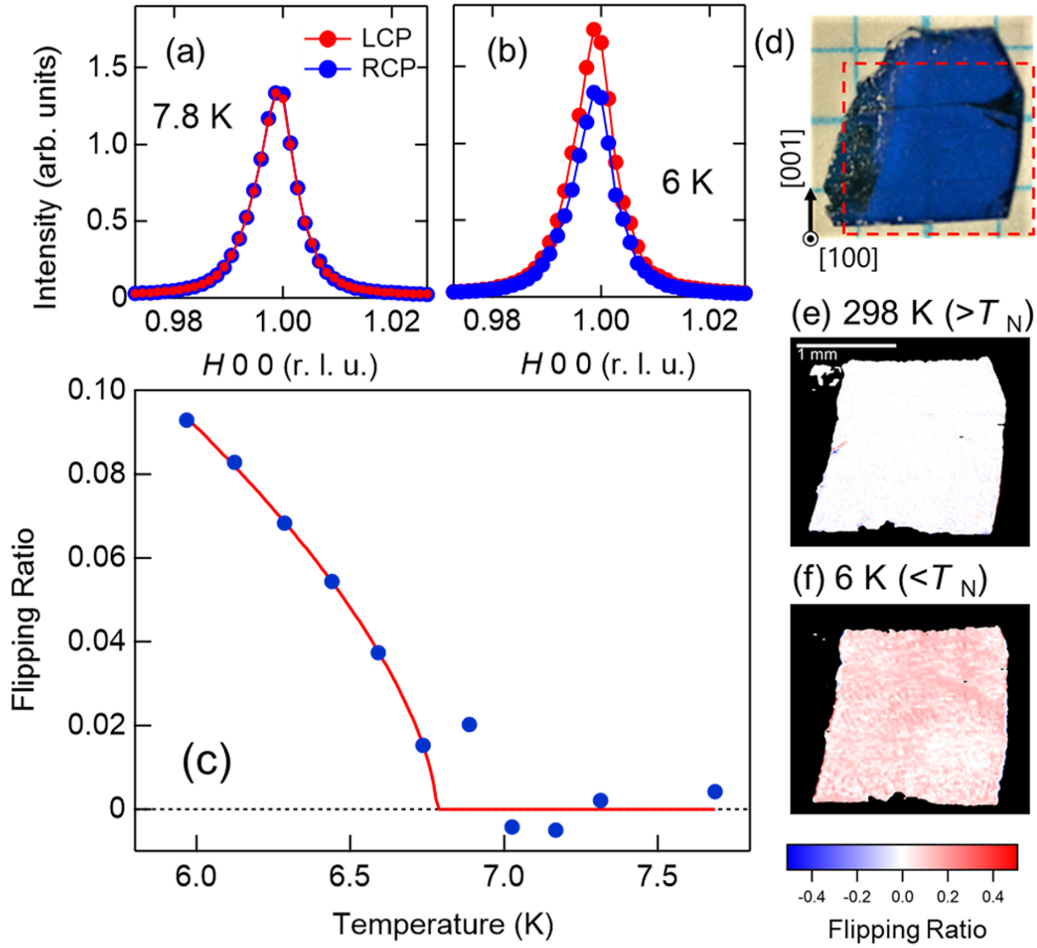 (a)
LCP
RCP
7.8 K
Intensity (arb. units)
1.5
1.0
0.5
0
0.98
1.00
1.02
H 0 0 (r. l. u.)
(b)
6 K
0.98
1.00
1.02
H 0 0 (r. l. u.)
(d)
[001]
[100]
(e) 298 K (>T N)
1 mm
(f) 6 K (<T N)
-0.4
-0.2
0.0
0.2
0.4
Flipping Ratio
(c)
Flipping Ratio
0.10
0.08
0.06
0.04
0.02
0
6.0
6.5
7.0
7.5
Temperature (K)